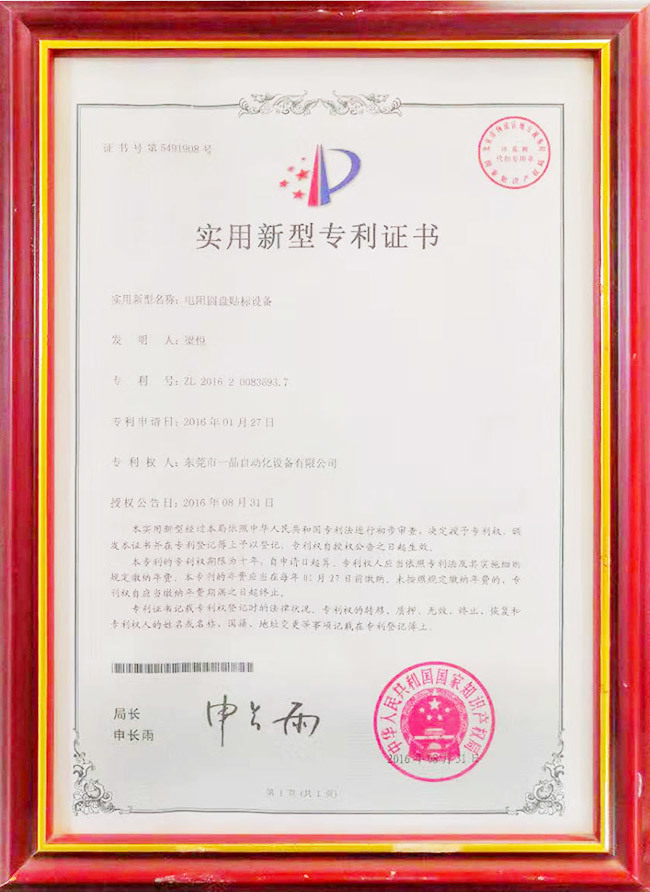 证书号第5491908号
实用新型专利证书
实用新型名称：电阻圆盘贴标设备
发 明 人：梁恒
专 利 号：ZL 2016 2 0083893.7
专利申请日：2016年01月27日
专 利 权 人：东莞市一品自动化设备有限公司
授权公告日：2016年08月31日
本实用新型经过本局依照中华人民共和国专利法进行初步审查，决定授予专利权，颁
发本证书并在专利登记簿上予以登记。专利权自授权公告之日起生效。
本专利的专利权期限为十年，自申请日起算。专利权人应当依照专利法及其实施细则
规定缴纳年费。本专利的年费应当在每年01月27日前缴纳。未按照规定缴纳年费的，专
利权自应当缴纳年费期满之日起终止。
专利证书记载专利权登记时的法律状况。专利权的转移、质押、无效、终止、恢复和
专利权人的姓名或名称、国籍、地址变更等事项记载在专利登记簿上。
局长
申长雨
申长雨
中华人民共和国国家知识产权局
2016年08月31日
第1页(共1页)